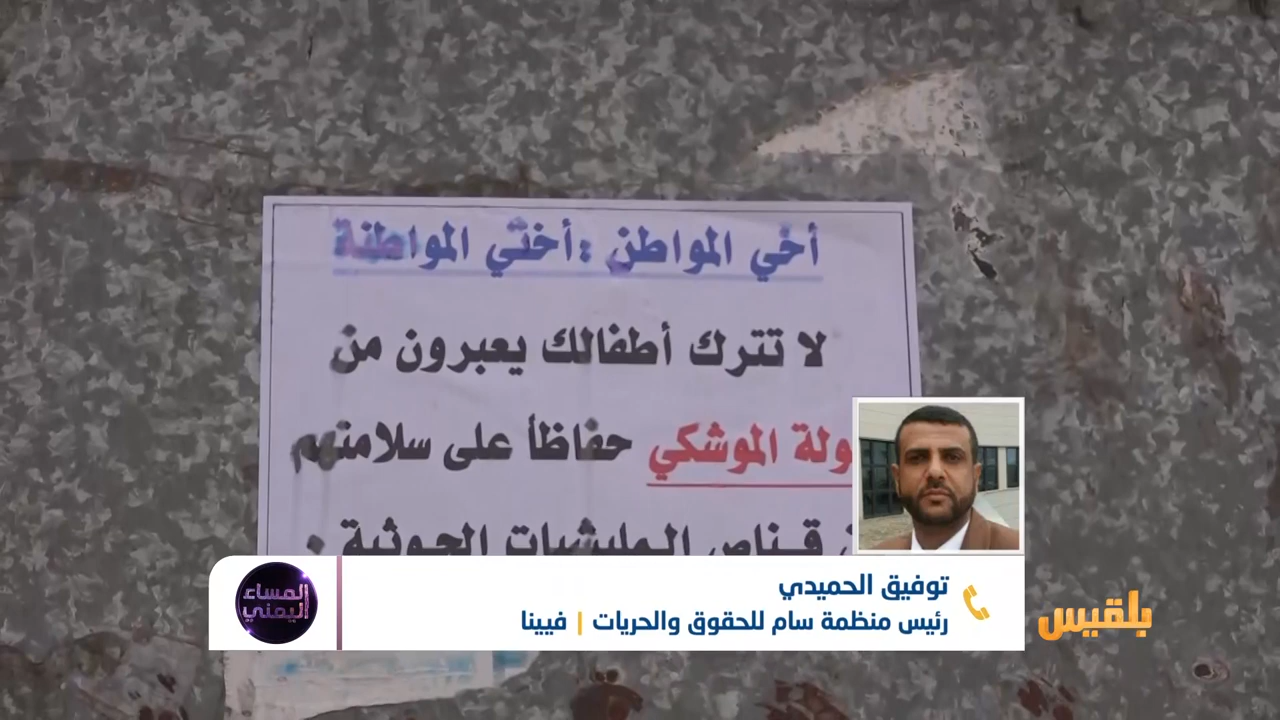 أخي المواطن :أختي المواطنة
لا تترك أطفالك يعبرون من
الموشكي حفاظاً على سلامتهم
قناص المليشيات الحوثية .
توفيق الحميدي
رئيس منظمة سام للحقوق والحريات | فيينا
المساء اليمني
بلقيس